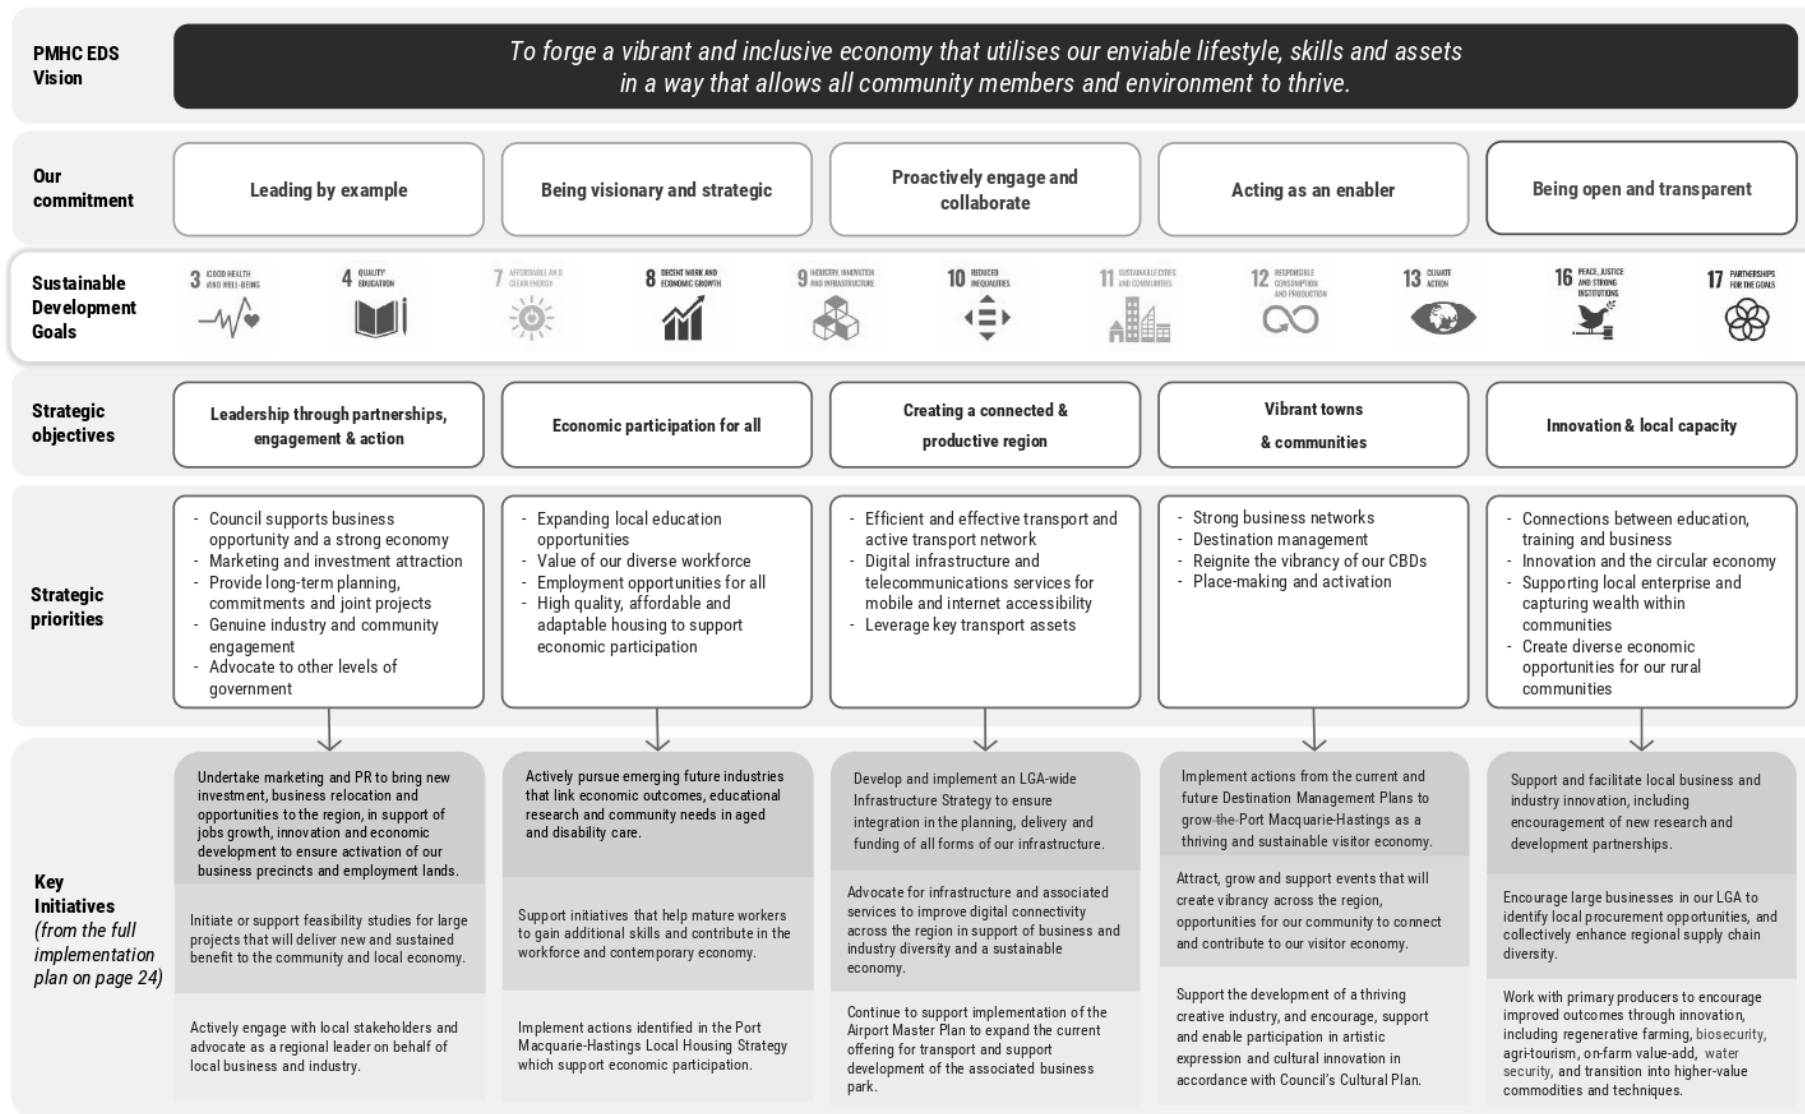 PMHC EDS
Vision
To forge a vibrant and inclusive economy that utilises our enviable lifestyle, skills and assets
in a way that allows all community members and environment to thrive.
Our
commitment
Leading by example
Being visionary and strategic
Proactively engage and
collaborate
Acting as an enabler
Being open and transparent
Sustainable
Development
Goals
3 GOOD HEALTH
AND WELL-BEING
4 QUALITY
EDUCATION
7 AFFORDABLE AND
CLEAN ENERGY
8 DECENT WORK AND
ECONOMIC GROWTH
9 INDUSTRY, INNOVATION
AND INFRASTRUCTURE
10 REDUCED
INEQUALITIES
11 SUSTAINABLE CITIES
AND COMMUNITIES
12 RESPONSIBLE
CONSUMPTION
AND PRODUCTION
13 CLIMATE
ACTION
16 PEACE, JUSTICE
AND STRONG
INSTITUTIONS
17 PARTNERSHIPS
FOR THE GOALS
Strategic
objectives
Leadership through partnerships,
engagement & action
Economic participation for all
Creating a connected &
productive region
Vibrant towns
& communities
Innovation & local capacity
Strategic
priorities
- Council supports business
opportunity and a strong economy
- Marketing and investment attraction
- Provide long-term planning,
commitments and joint projects
- Genuine industry and community
engagement
- Advocate to other levels of
government
- Expanding local education
opportunities
- Value of our diverse workforce
- Employment opportunities for all
- High quality, affordable and
adaptable housing to support
economic participation
- Efficient and effective transport and
active transport network
- Digital infrastructure and
telecommunications services for
mobile and internet accessibility
- Leverage key transport assets
- Strong business networks
- Destination management
- Reignite the vibrancy of our CBDs
- Place-making and activation
- Connections between education,
training and business
- Innovation and the circular economy
- Supporting local enterprise and
capturing wealth within
communities
- Create diverse economic
opportunities for our rural
communities
Key
Initiatives
(from the full
implementation
plan on page 24)
Undertake marketing and PR to bring new
investment, business relocation and
opportunities to the region, in support of
jobs growth, innovation and economic
development to ensure activation of our
business precincts and employment lands.
Initiate or support feasibility studies for large
projects that will deliver new and sustained
benefit to the community and local economy.
Actively engage with local stakeholders and
advocate as a regional leader on behalf of
local business and industry.
Actively pursue emerging future industries
that link economic outcomes, educational
research and community needs in aged
and disability care.
Support initiatives that help mature workers
to gain additional skills and contribute in the
workforce and contemporary economy.
Implement actions identified in the Port
Macquarie-Hastings Local Housing Strategy
which support economic participation.
Develop and implement an LGA-wide
Infrastructure Strategy to ensure
integration in the planning, delivery and
funding of all forms of our infrastructure.
Advocate for infrastructure and associated
services to improve digital connectivity
across the region in support of business and
industry diversity and a sustainable
economy.
Continue to support implementation of the
Airport Master Plan to expand the current
offering for transport and support
development of the associated business
park.
Implement actions from the current and
future Destination Management Plans to
grow the Port Macquarie-Hastings as a
thriving and sustainable visitor economy.
Attract, grow and support events that will
create vibrancy across the region,
opportunities for our community to connect
and contribute to our visitor economy.
Support the development of a thriving
creative industry, and encourage, support
and enable participation in artistic
expression and cultural innovation in
accordance with Council's Cultural Plan.
Support and facilitate local business and
industry innovation, including
encouragement of new research and
development partnerships.
Encourage large businesses in our LGA to
identify local procurement opportunities, and
collectively enhance regional supply chain
diversity.
Work with primary producers to encourage
improved outcomes through innovation,
including regenerative farming, biosecurity,
agri-tourism, on-farm value-add, water
security, and transition into higher-value
commodities and techniques.